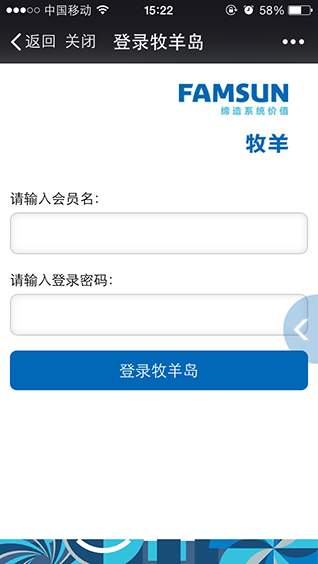 中国移动 15:22 58%
返回 关闭 登录牧羊岛
FAMSUN
缔造系统价值
牧羊
请输入会员名：
请输入登录密码：
登录牧羊岛